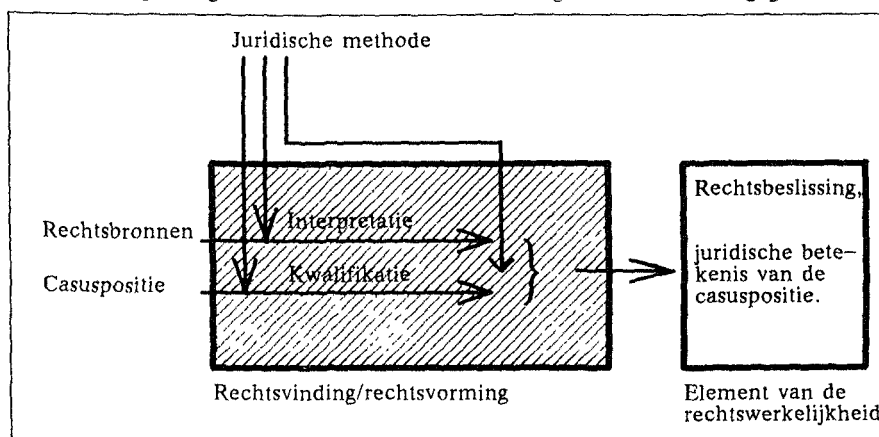 Juridische methode
Rechtsbronnen
Interpretatie
Casuspositie
Kwalifikatie
Rechtsbeslissing,
juridische bete–
kenis van de
casuspositie.
Rechtsvinding/rechtsvorming
Element van de
rechtswerkelijkheid